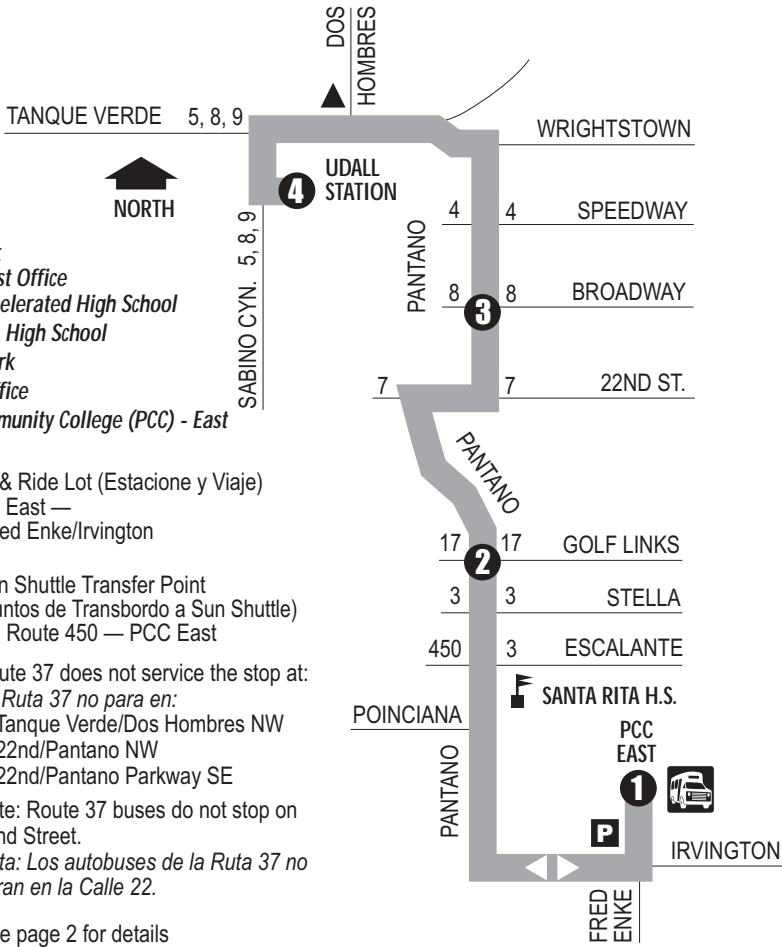 DOS
HOMBRES
TANQUE VERDE 5, 8, 9
WRIGHTSTOWN
NORTH
4
UDALL
STATION
SABINO CYN. 5, 8, 9
PANTANO
4 4 SPEEDWAY
8 8 BROADWAY
3
7 7 22ND ST.
st Office
elerated High School
High School
rk
ffice
munity College (PCC) - East
& Ride Lot (Estacione y Viaje)
East —
ed Enke/Irvington
n Shuttle Transfer Point
untos de Transbordo a Sun Shuttle)
Route 450 — PCC East
ute 37 does not service the stop at:
Ruta 37 no para en:
Tanque Verde/Dos Hombres NW
22nd/Pantano NW
22nd/Pantano Parkway SE
te: Route 37 buses do not stop on
nd Street.
ta: Los autobuses de la Ruta 37 no
ran en la Calle 22.
e page 2 for details
PANTANO
17 17 GOLF LINKS
2
3 3 STELLA
450 3 ESCALANTE
SANTA RITA H.S.
POINCIANA
PCC
EAST
1
PANTANO
P
IRVINGTON
FRED
ENKE